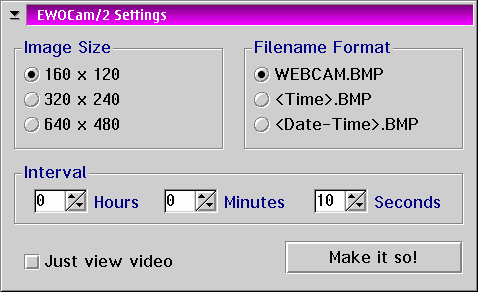 EWOCam/2 Settings
Image Size
160 x 120
320 x 240
640 x 480
Filename Format
WEBCAM.BMP
<Time>.BMP
<Date-Time>.BMP
Interval
0 Hours 0 Minutes 10 Seconds
Just view video
Make it so!